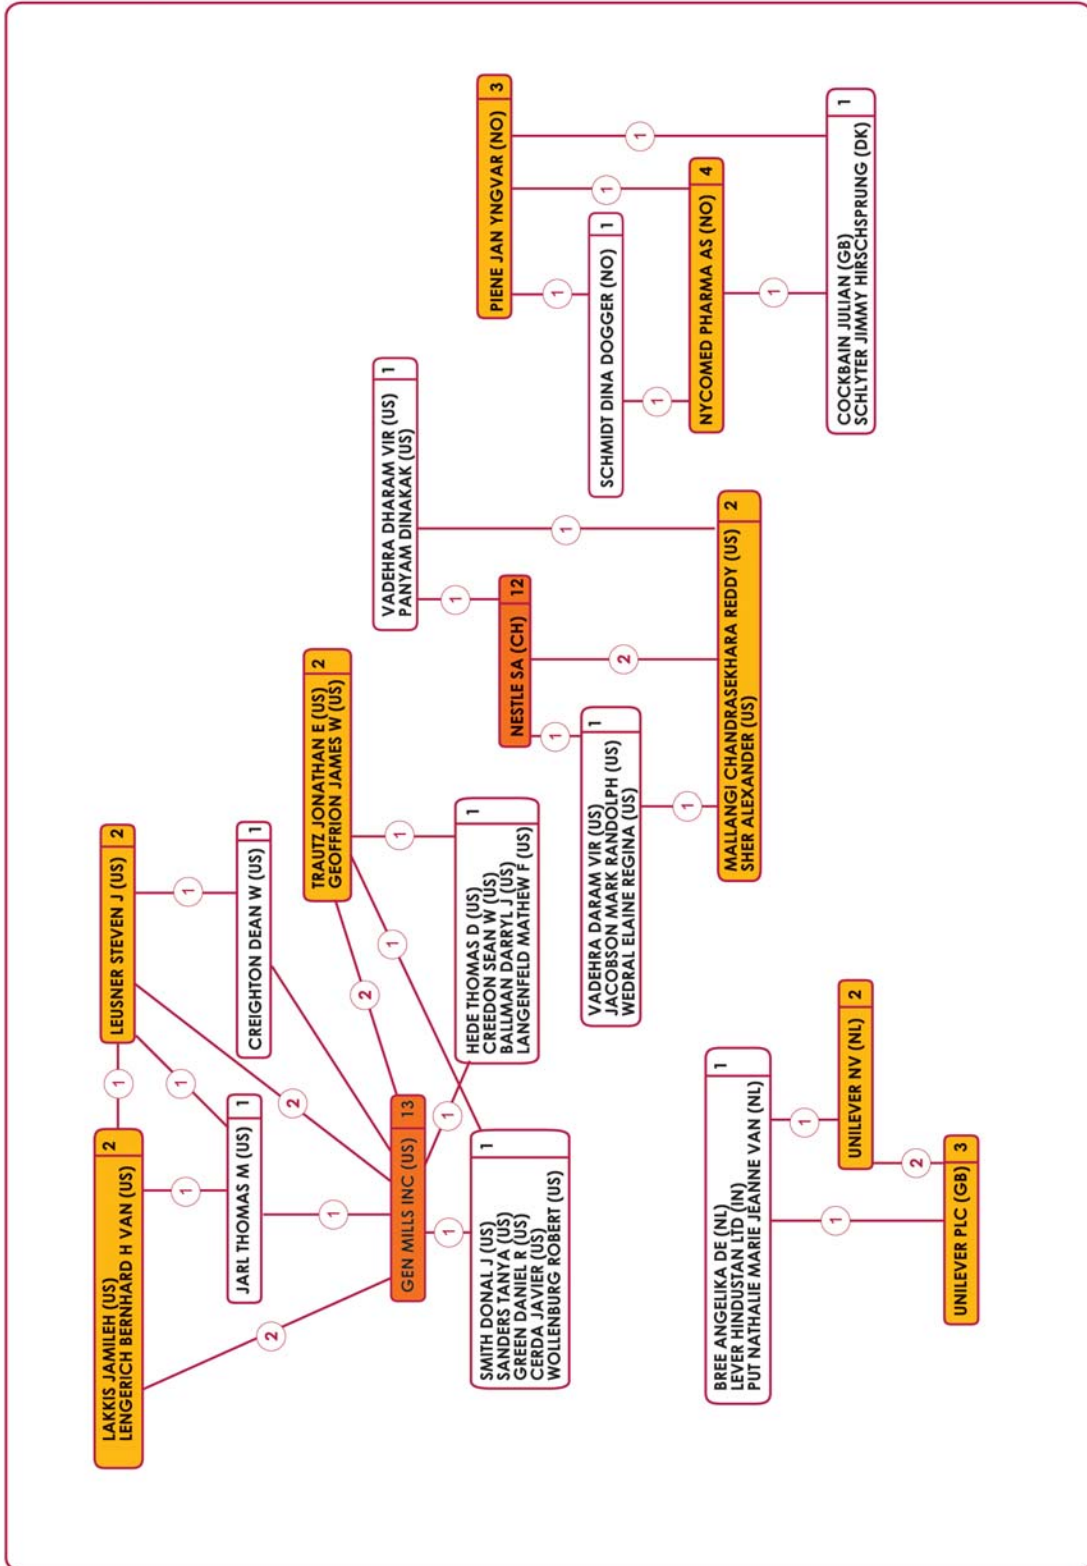 LAKKIS JAMILEH (US)
LENGERICH BERNHARD H VAN (US)
2
1
LEUSNER STEVEN J (US) 2
1
1
1
JARL THOMAS M (US) 1
CREIGHTON DEAN W (US) 1
2
2
1
TRAUTZ JONATHAN E (US)
GEOFFRION JAMES W (US)
2
2
1
1
GEN MILLS INC (US) 13
1
1
SMITH DONAL J (US)
SANDERS TANYA (US)
GREEN DANIEL R (US)
CERDA JAVIER (US)
WOLLENBURG ROBERT (US)
1
HEDE THOMAS D (US)
CREEDON SEAN W (US)
BALLMAN DARRYL J (US)
LANGENFELD MATHEW F (US)
1
VADEHRA DHARAM VIR (US)
PANYAM DINAKAK (US)
1
1
NESTLE SA (CH) 12
1
1
2
VADEHRA DARAM VIR (US)
JACOBSON MARK RANDOLPH (US)
WEDRAL ELAINE REGINA (US)
1
1
MALLANGI CHANDRASEKHARA REDDY (US)
SHER ALEXANDER (US)
2
PIENE JAN YNGVAR (NO) 3
1
1
1
SCHMIDT DINA DOGGER (NO) 1
1
NYCOMED PHARMA AS (NO) 4
1
COCKBAIN JULIAN (GB)
SCHLYTER JIMMY HIRSCHSPRUNG (DK)
1
BREE ANGELIKA DE (NL)
LEVER HINDUSTAN LTD (IN)
PUT NATHALIE MARIE JEANNE VAN (NL)
1
1
1
UNILEVER NV (NL) 2
2
UNILEVER PLC (GB) 3